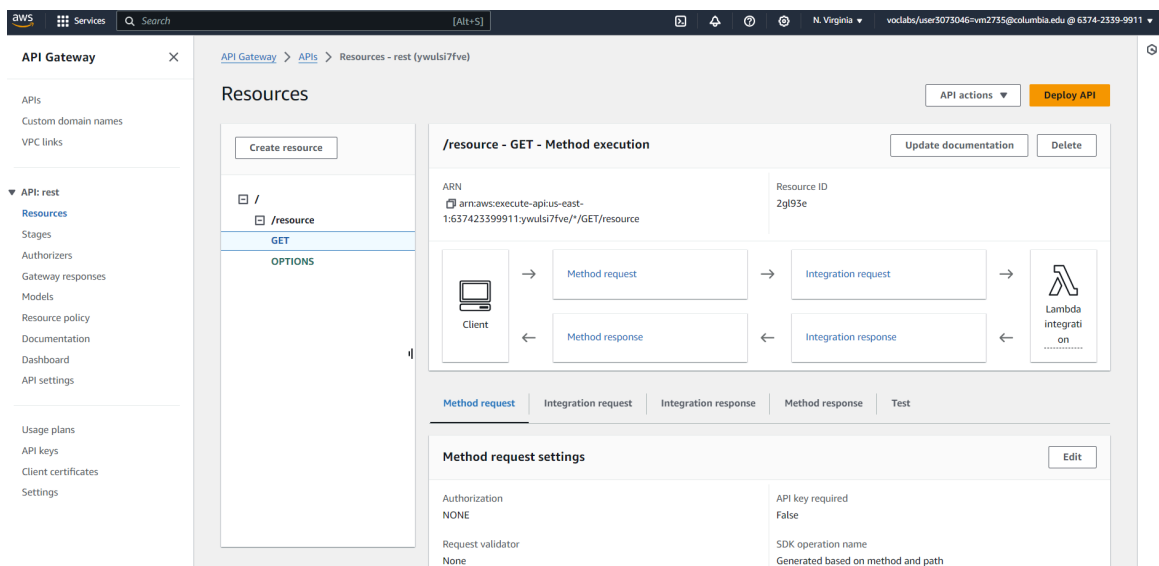 aws
Services
Search
[Alt+S]
N. Virginia
voclabs/user3073046=vm2735@columbia.edu @ 6374-2339-9911
API Gateway
APIs
Custom domain names
VPC links
API: rest
Resources
Stages
Authorizers
Gateway responses
Models
Resource policy
Documentation
Dashboard
API settings
Usage plans
API keys
Client certificates
Settings
API Gateway > APIs > Resources - rest (ywulsi7fve)
Resources
API actions
Deploy API
Create resource
/
/resource
GET
OPTIONS
/resource - GET - Method execution
Update documentation
Delete
ARN
arn:aws:execute-api:us-east-
1:637423399911:ywulsi7fve/*/GET/resource
Resource ID
2gl93e
Client
Method request
Integration request
Method response
Integration response
Lambda
integrati
on
Method request
Integration request
Integration response
Method response
Test
Method request settings
Edit
Authorization
NONE
API key required
False
Request validator
None
SDK operation name
Generated based on method and path